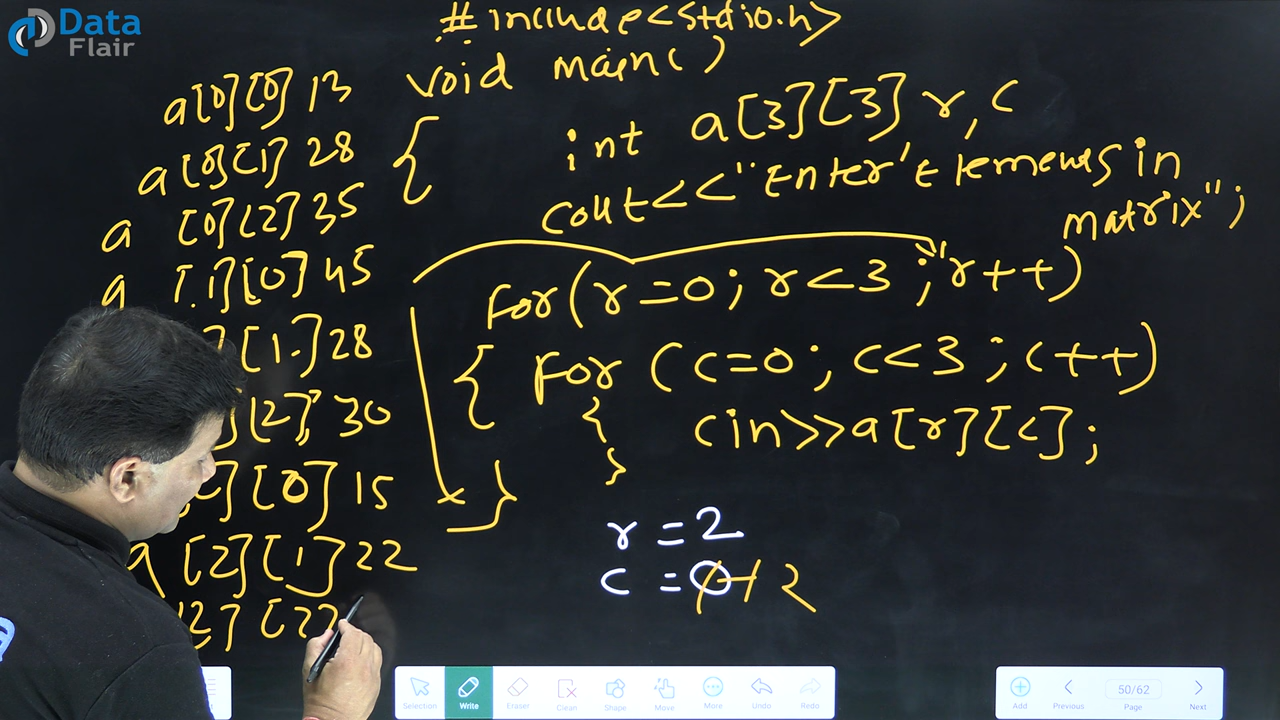 Data
Flair
#include<stdio.h>
void main()
{
int a[3][3] r, c
cout<<"Enter Elements in
matrix";
for(r=0; r<3; r++)
{ for (c=0; c<3; c++)
{ cin>>a[r][c];
}
}
r = 2
c = 0 1 2
a[0][0] 13
a[0][1] 28
a [0][2] 35
a [1][0] 45
] [1] 28
] [2] 30
] [0] 15
a [2][1] 22
[2] [2]
Selection
Write
Eraser
Clean
Shape
Move
More
Undo
Redo
Add
Previous
50/62
Page
Next